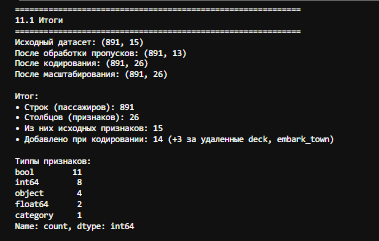 ============================================================
11.1 Итоги
============================================================
Исходный датасет: (891, 15)
После обработки пропусков: (891, 13)
После кодирования: (891, 26)
После масштабирования: (891, 26)
Итог:
• Строк (пассажиров): 891
• Столбцов (признаков): 26
• Из них исходных признаков: 15
• Добавлено при кодировании: 14 (+3 за удаленные deck, embark_town)
Типпы признаков:
bool 11
int64 8
object 4
float64 2
category 1
Name: count, dtype: int64